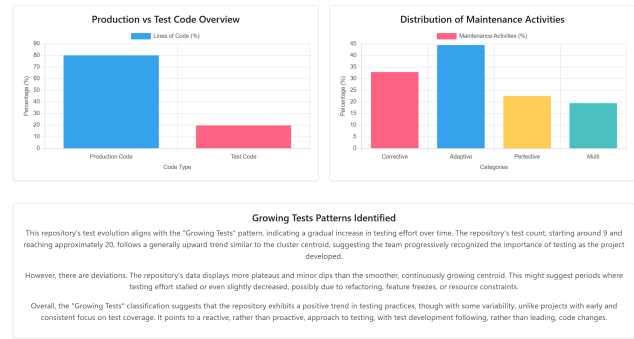 Production vs Test Code Overview
Lines of Code (%)
Percentage (%)
90
80
70
60
50
40
30
20
10
0
Production Code
Test Code
Code Type
Distribution of Maintenance Activities
Maintenance Activities (%)
Percentage (%)
45
40
35
30
25
20
15
10
5
0
Corrective
Adaptive
Perfective
Multi
Categories
Growing Tests Patterns Identified
This repository's test evolution aligns with the "Growing Tests" pattern, indicating a gradual increase in testing effort over time. The repository's test count, starting around 9 and
reaching approximately 20, follows a generally upward trend similar to the cluster centroid, suggesting the team progressively recognized the importance of testing as the project
developed.
However, there are deviations. The repository's data displays more plateaus and minor dips than the smoother, continuously growing centroid. This might suggest periods where
testing effort stalled or even slightly decreased, possibly due to refactoring, feature freezes, or resource constraints.
Overall, the "Growing Tests" classification suggests that the repository exhibits a positive trend in testing practices, though with some variability, unlike projects with early and
consistent focus on test coverage. It points to a reactive, rather than proactive, approach to testing, with test development following, rather than leading, code changes.